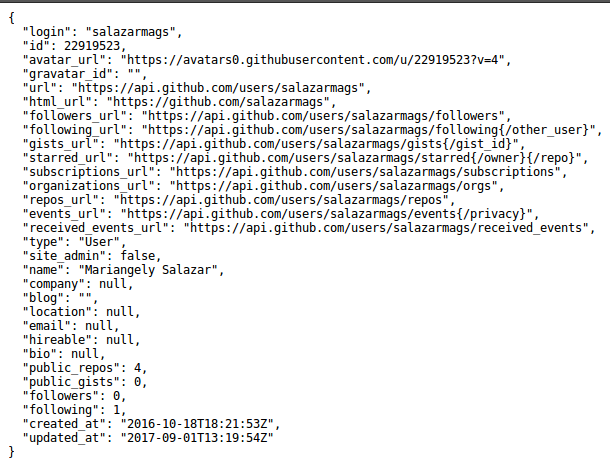 {
  "login": "salazarmags",
  "id": 22919523,
  "avatar_url": "https://avatars0.githubusercontent.com/u/22919523?v=4",
  "gravatar_id": "",
  "url": "https://api.github.com/users/salazarmags",
  "html_url": "https://github.com/salazarmags",
  "followers_url": "https://api.github.com/users/salazarmags/followers",
  "following_url": "https://api.github.com/users/salazarmags/following{/other_user}",
  "gists_url": "https://api.github.com/users/salazarmags/gists{/gist_id}",
  "starred_url": "https://api.github.com/users/salazarmags/starred{/owner}{/repo}",
  "subscriptions_url": "https://api.github.com/users/salazarmags/subscriptions",
  "organizations_url": "https://api.github.com/users/salazarmags/orgs",
  "repos_url": "https://api.github.com/users/salazarmags/repos",
  "events_url": "https://api.github.com/users/salazarmags/events{/privacy}",
  "received_events_url": "https://api.github.com/users/salazarmags/received_events",
  "type": "User",
  "site_admin": false,
  "name": "Mariangely Salazar",
  "company": null,
  "blog": "",
  "location": null,
  "email": null,
  "hireable": null,
  "bio": null,
  "public_repos": 4,
  "public_gists": 0,
  "followers": 0,
  "following": 1,
  "created_at": "2016-10-18T18:21:53Z",
  "updated_at": "2017-09-01T13:19:54Z"
}